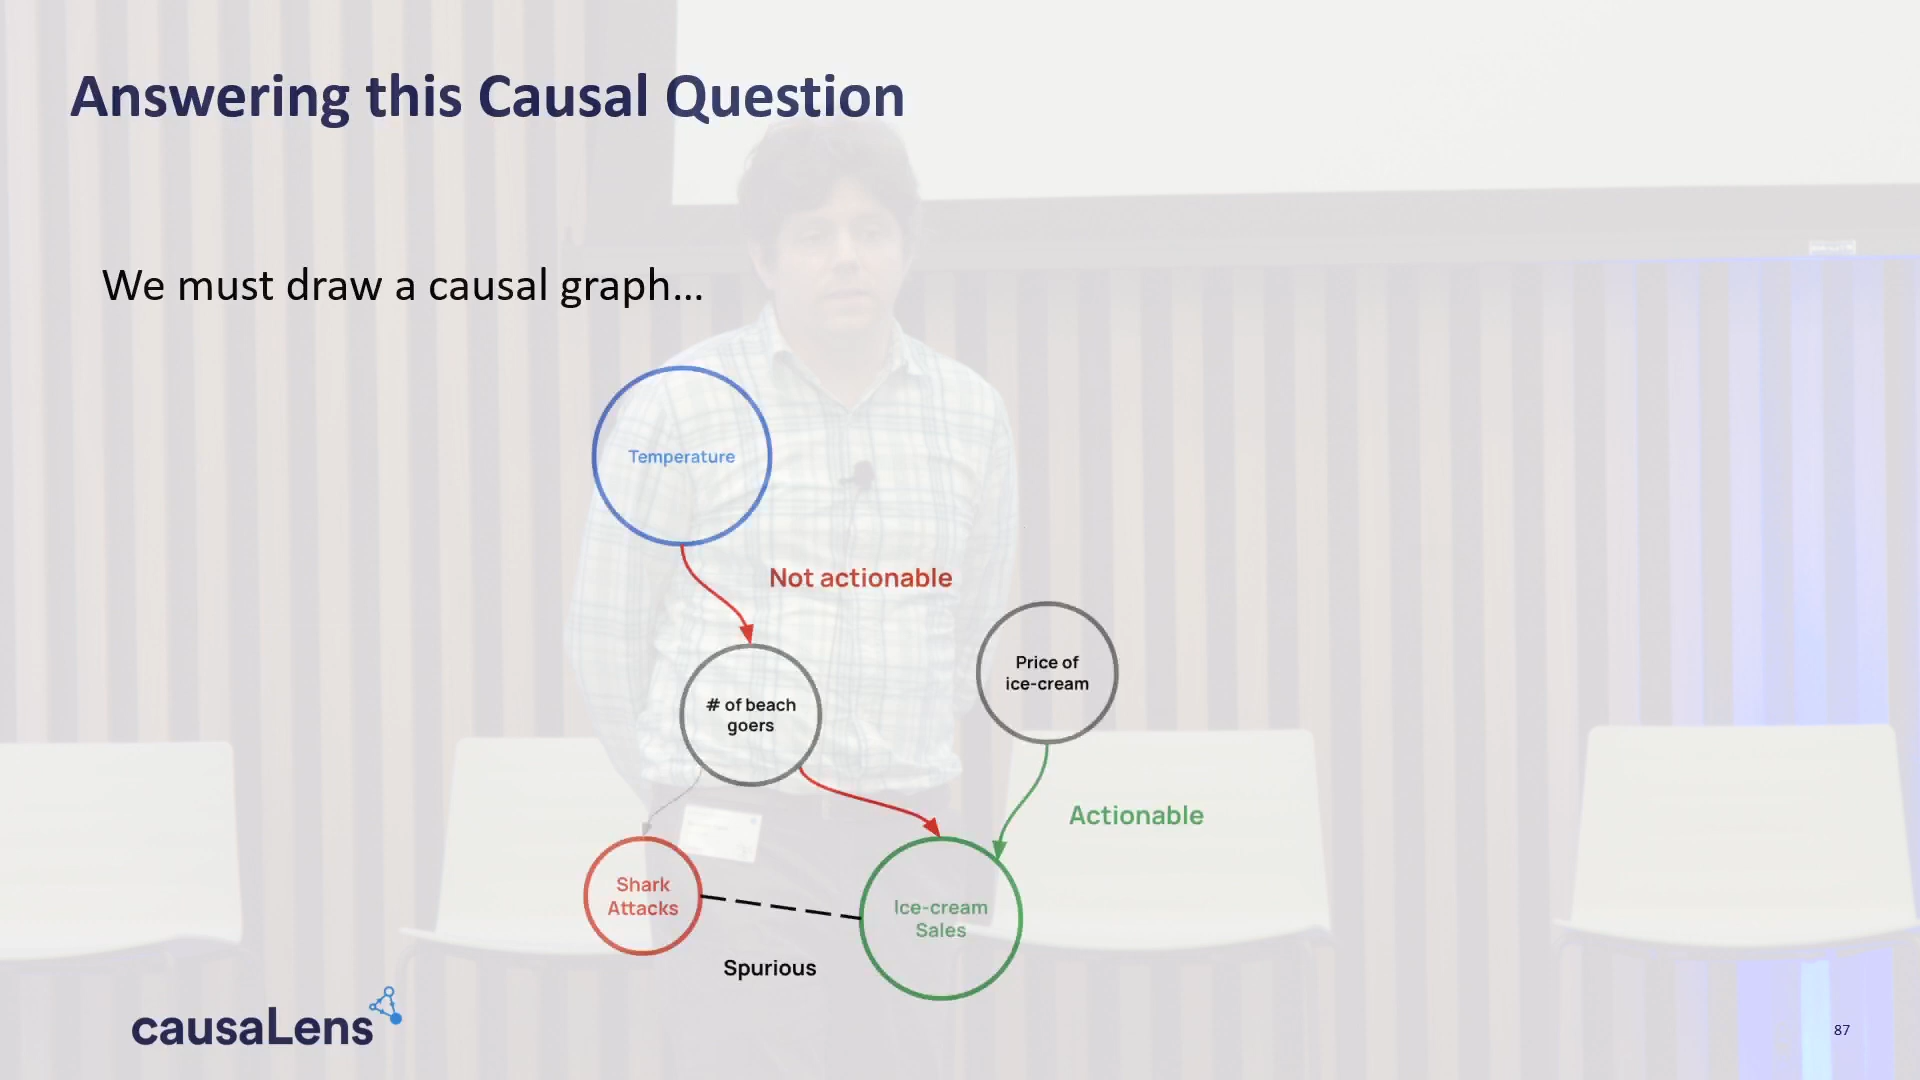 Answering this Causal Question
We must draw a causal graph...
Temperature
Not actionable
Price of
ice-cream
# of beach
goers
Actionable
Shark
Attacks
Ice-cream
Sales
Spurious
causaLens
87